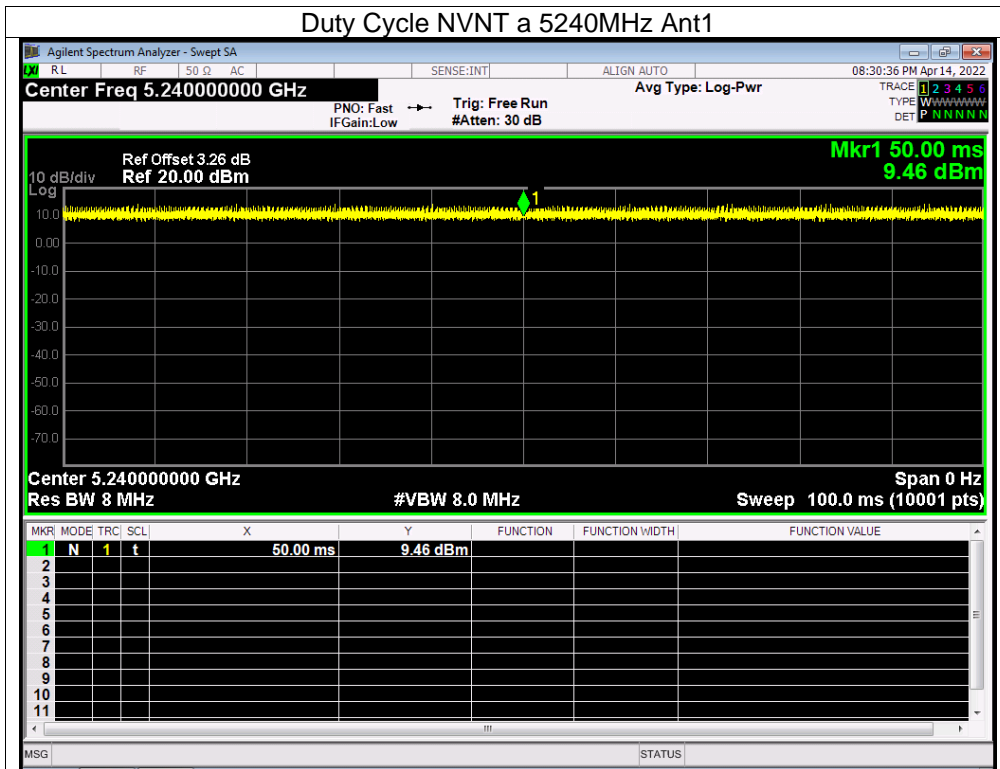 Duty Cycle NVNT a 5240MHz Ant1
Agilent Spectrum Analyzer - Swept SA
LXI RL RF 50 Ω AC SENSE:INT ALIGN AUTO 08:30:36 PM Apr 14, 2022
Center Freq 5.240000000 GHz Avg Type: Log-Pwr TRACE 1 2 3 4 5 6
PNO: Fast Trig: Free Run TYPE WWWWWW
IFGain:Low #Atten: 30 dB DET P N N N N N
Mkr1 50.00 ms
Ref Offset 3.26 dB
10 dB/div Ref 20.00 dBm 9.46 dBm
Log
1
10.0
0.00
-10.0
-20.0
-30.0
-40.0
-50.0
-60.0
-70.0
Center 5.240000000 GHz Span 0 Hz
Res BW 8 MHz #VBW 8.0 MHz Sweep 100.0 ms (10001 pts)
MKR MODE TRC SCL X Y FUNCTION FUNCTION WIDTH FUNCTION VALUE
1 N 1 t 50.00 ms 9.46 dBm
2
3
4
5
6
7
8
9
10
11
MSG STATUS